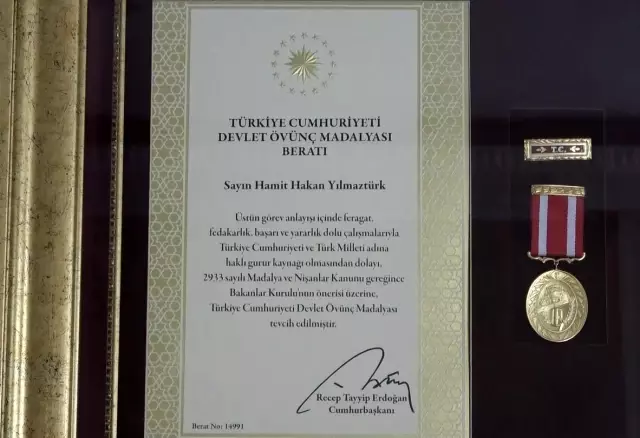 TÜRKİYE CUMHURİYETİ
DEVLET ÖVÜNÇ MADALYASI
BERATI
Sayın Hamit Hakan Yılmaztürk
Üstün görev anlayışı içinde feragat,
fedakarlık, başarı ve yararlık dolu çalışmalarıyla
Türkiye Cumhuriyeti ve Türk Milleti adına
haklı gurur kaynağı olmasından dolayı,
2933 sayılı Madalya ve Nişanlar Kanunu gereğince
Bakanlar Kurulu'nun önerisi üzerine,
Türkiye Cumhuriyeti Devlet Övünç Madalyası
tevcih edilmiştir.
Recep Tayyip Erdoğan
Cumhurbaşkanı
Berat No: 14991
T.C.